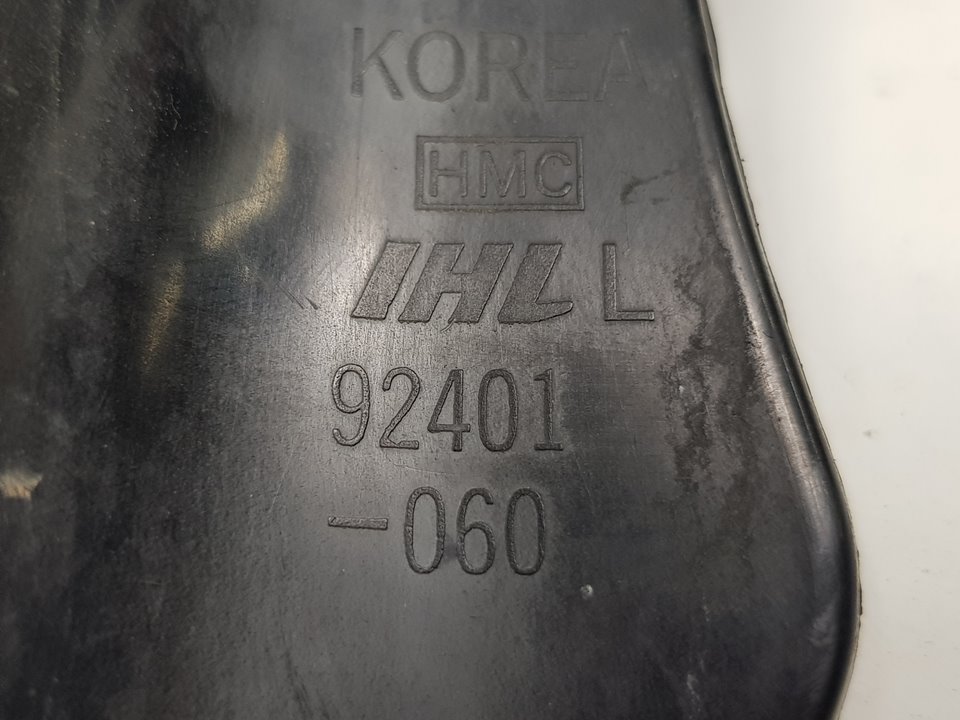 KOREA
HMC
IHL L
92401
-060